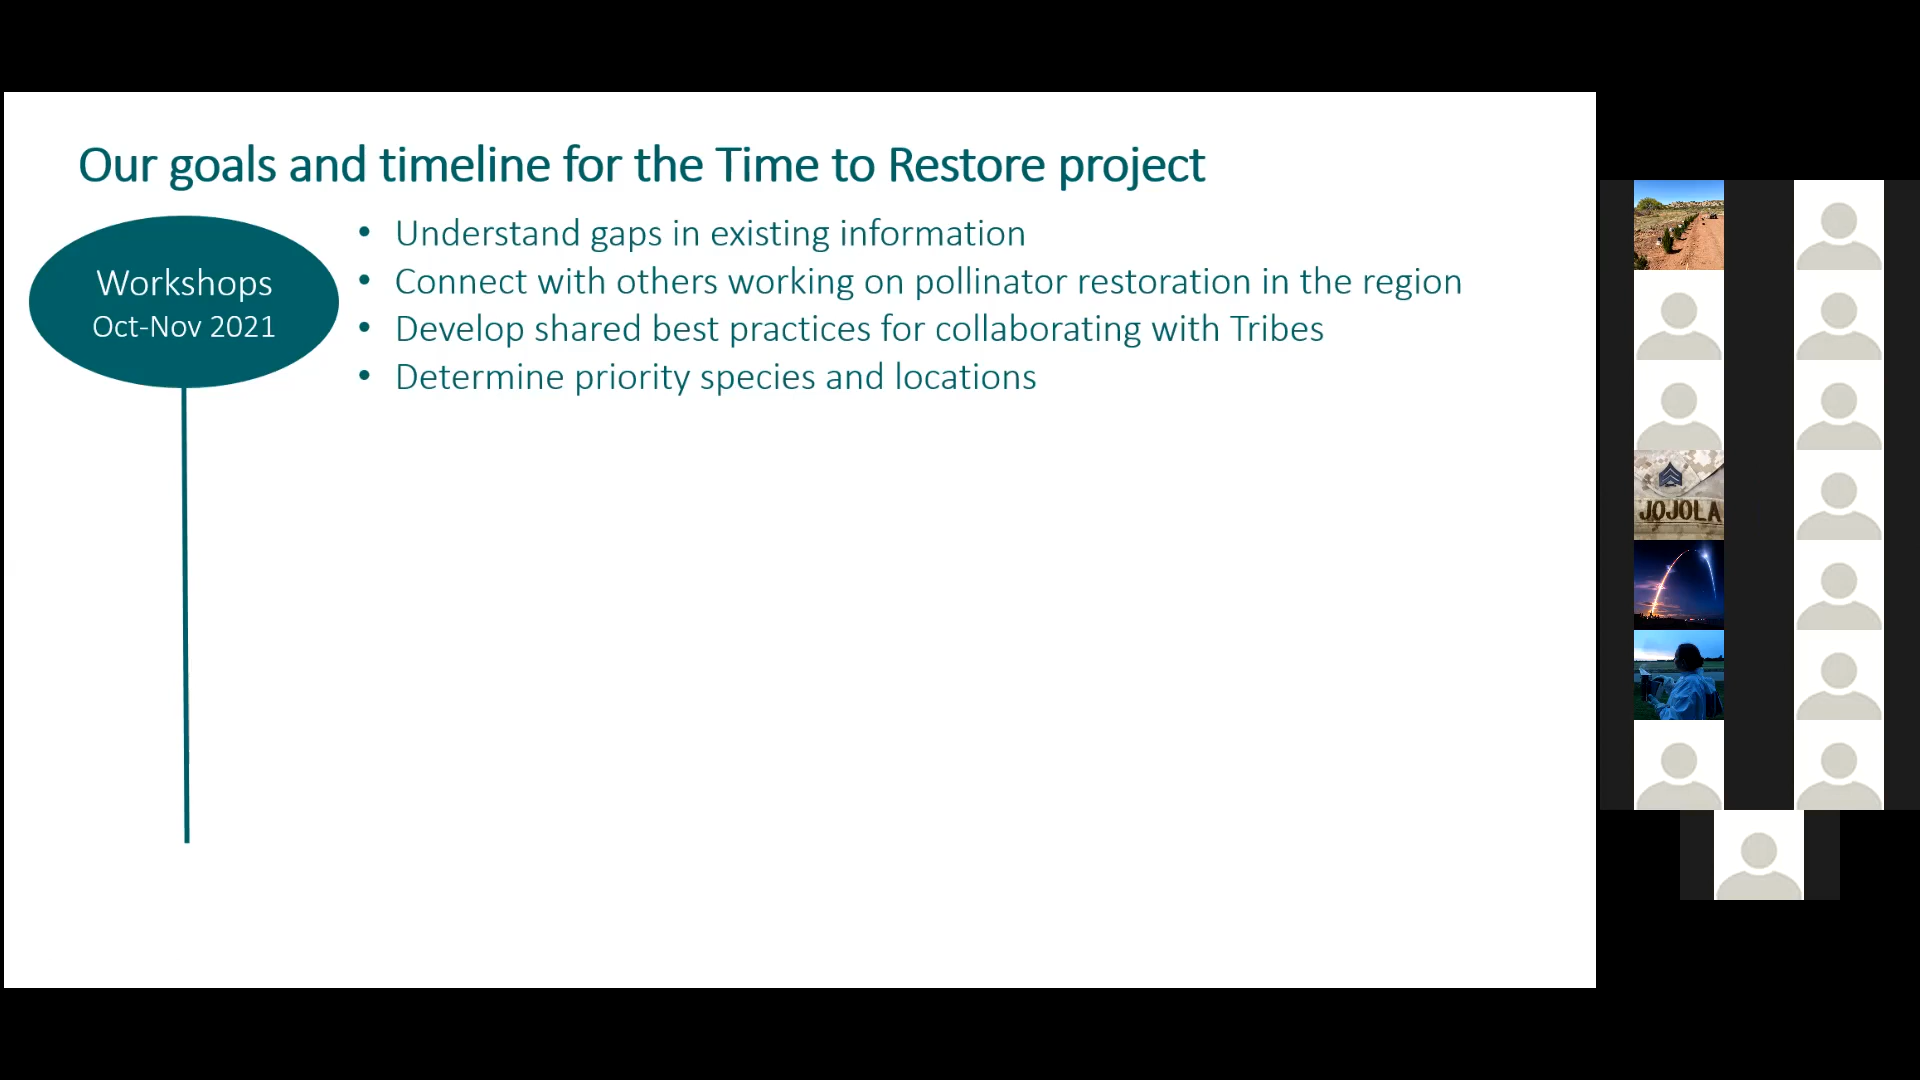 Our goals and timeline for the Time to Restore project
Workshops
Oct-Nov 2021
• Understand gaps in existing information
• Connect with others working on pollinator restoration in the region
• Develop shared best practices for collaborating with Tribes
• Determine priority species and locations
JOJOLA